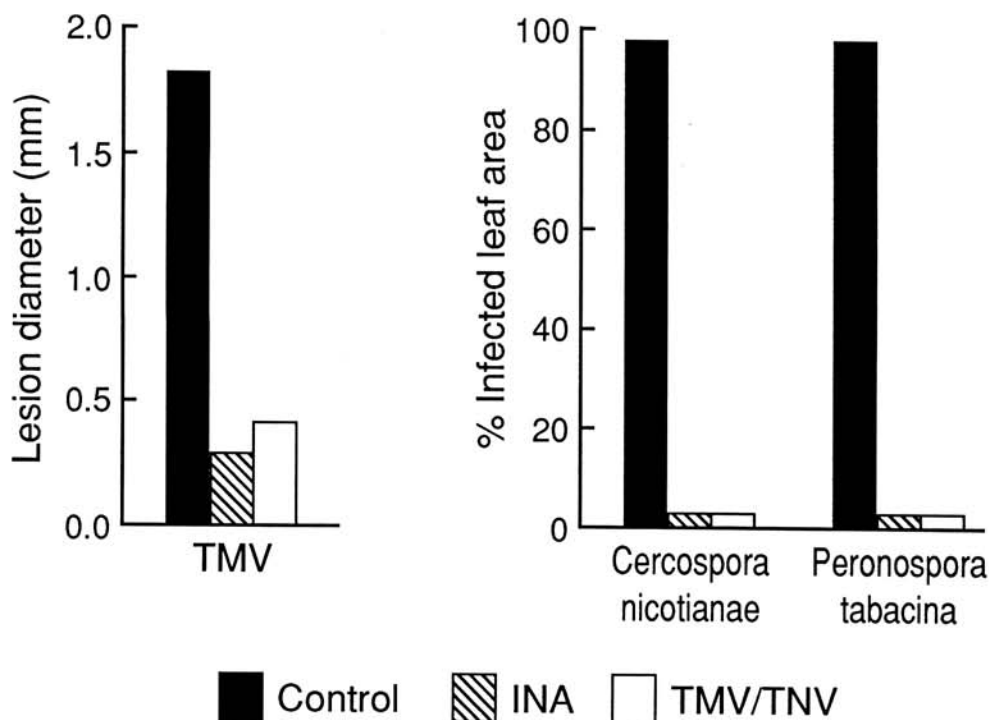 Lesion diameter (mm)
2.0
1.5
1.0
0.5
0.0
TMV
% Infected leaf area
100
80
60
40
20
0
Cercospora
nicotianae
Peronospora
tabacina
Control
INA
TMV/TNV